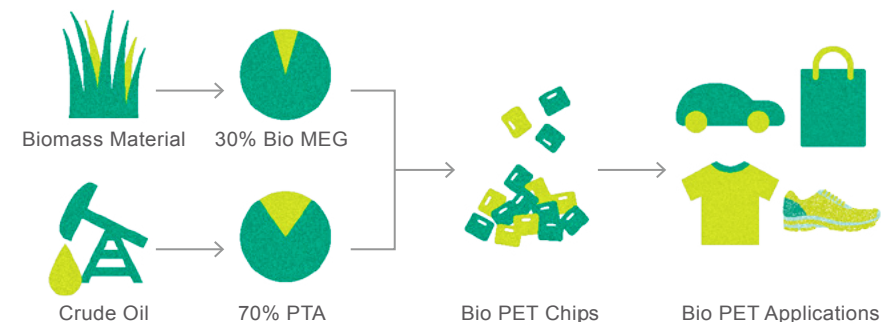 Biomass Material
30% Bio MEG
Crude Oil
70% PTA
Bio PET Chips
Bio PET Applications